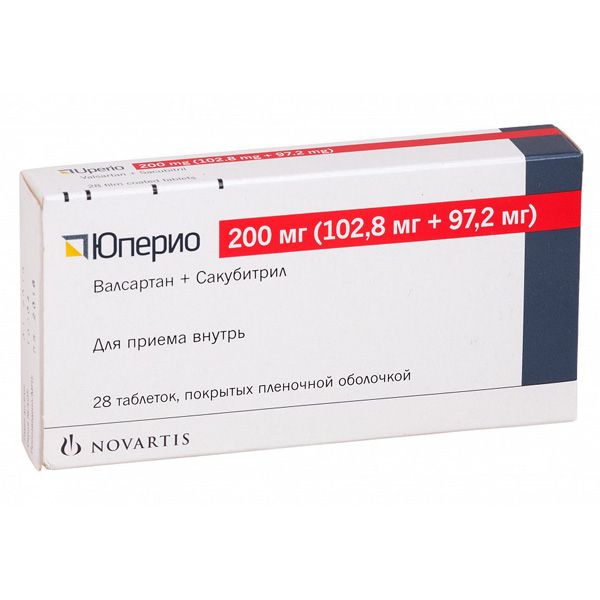 Uperio
200 mg (102.8 mg + 97.2 mg)
Valsartan + Sacubitril
28 film coated tablets
Юперио
200 мг (102,8 мг + 97,2 мг)
Валсартан + Сакубитрил
Для приема внутрь
28 таблеток, покрытых пленочной оболочкой
NOVARTIS